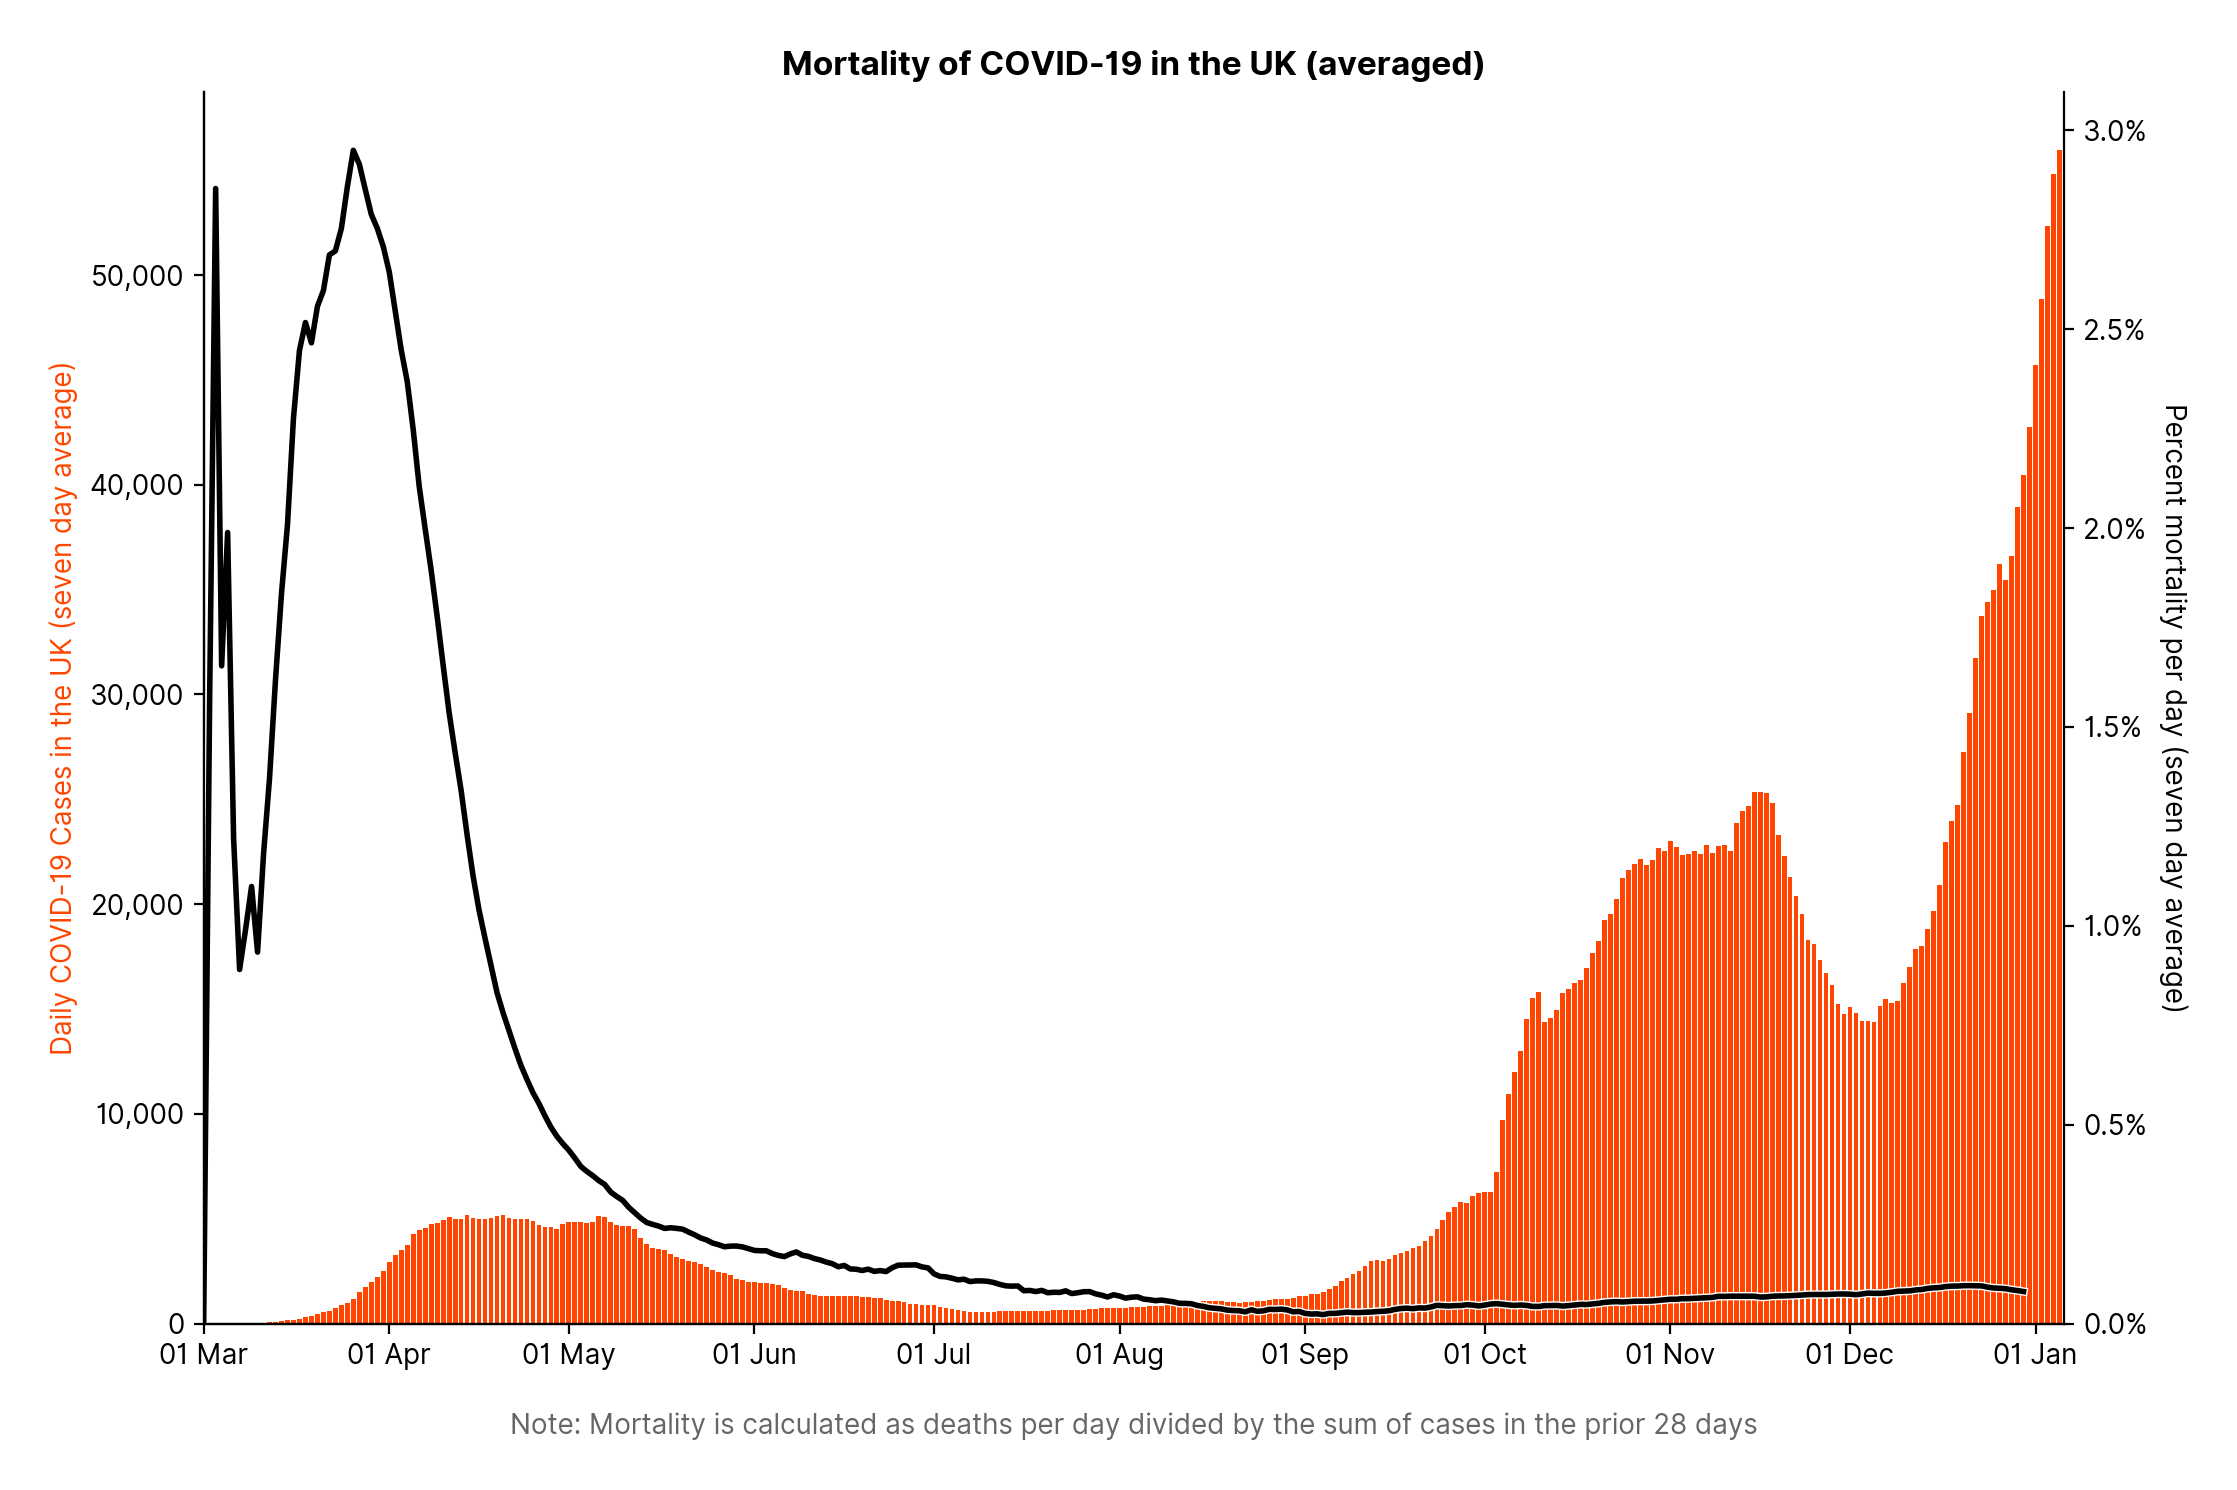 Mortality of COVID-19 in the UK (averaged)
Daily COVID-19 Cases in the UK (seven day average)
50,000
40,000
30,000
20,000
10,000
0
3.0%
2.5%
2.0%
1.5%
1.0%
0.5%
0.0%
Percent mortality per day (seven day average)
01 Mar 01 Apr 01 May 01 Jun 01 Jul 01 Aug 01 Sep 01 Oct 01 Nov 01 Dec 01 Jan
Note: Mortality is calculated as deaths per day divided by the sum of cases in the prior 28 days